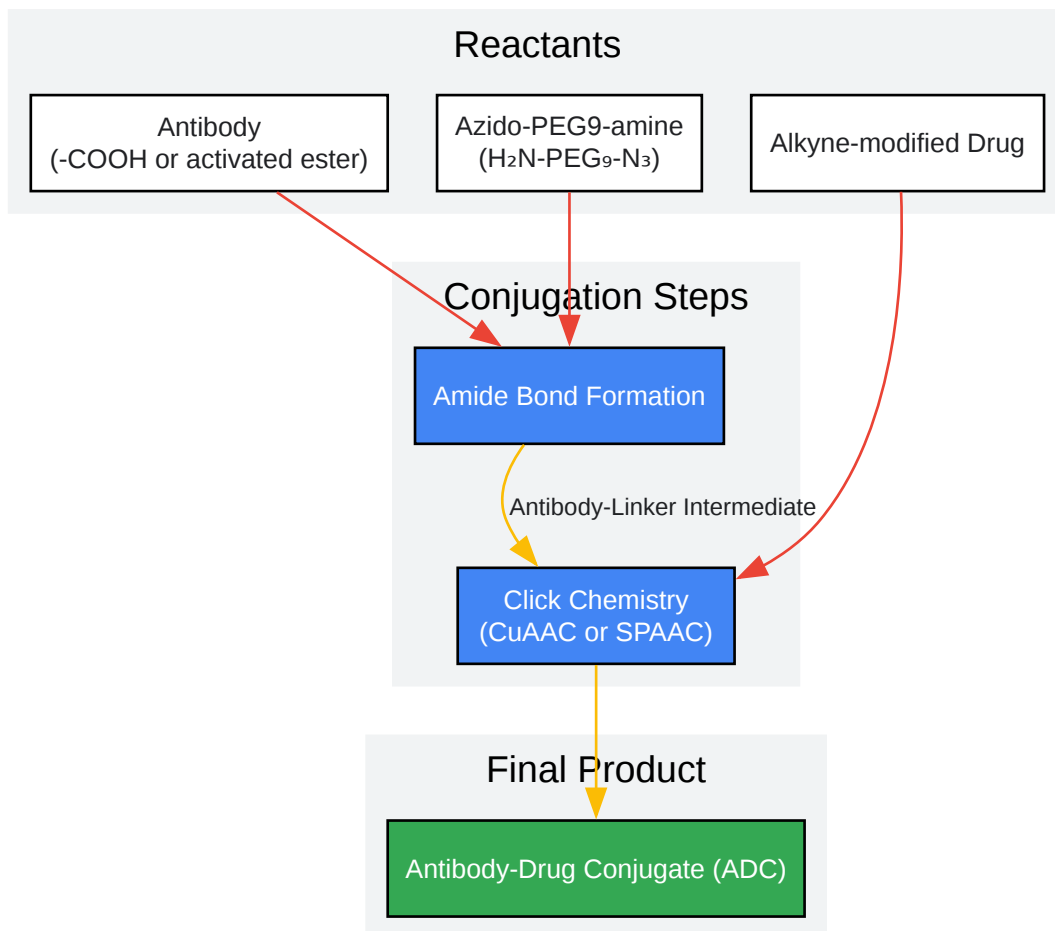 Reactants
Antibody
(-COOH or activated ester)
Azido-PEG9-amine
(H₂N-PEG₉-N₃)
Alkyne-modified Drug
Conjugation Steps
Amide Bond Formation
Antibody-Linker Intermediate
Click Chemistry
(CuAAC or SPAAC)
Final Product
Antibody-Drug Conjugate (ADC)